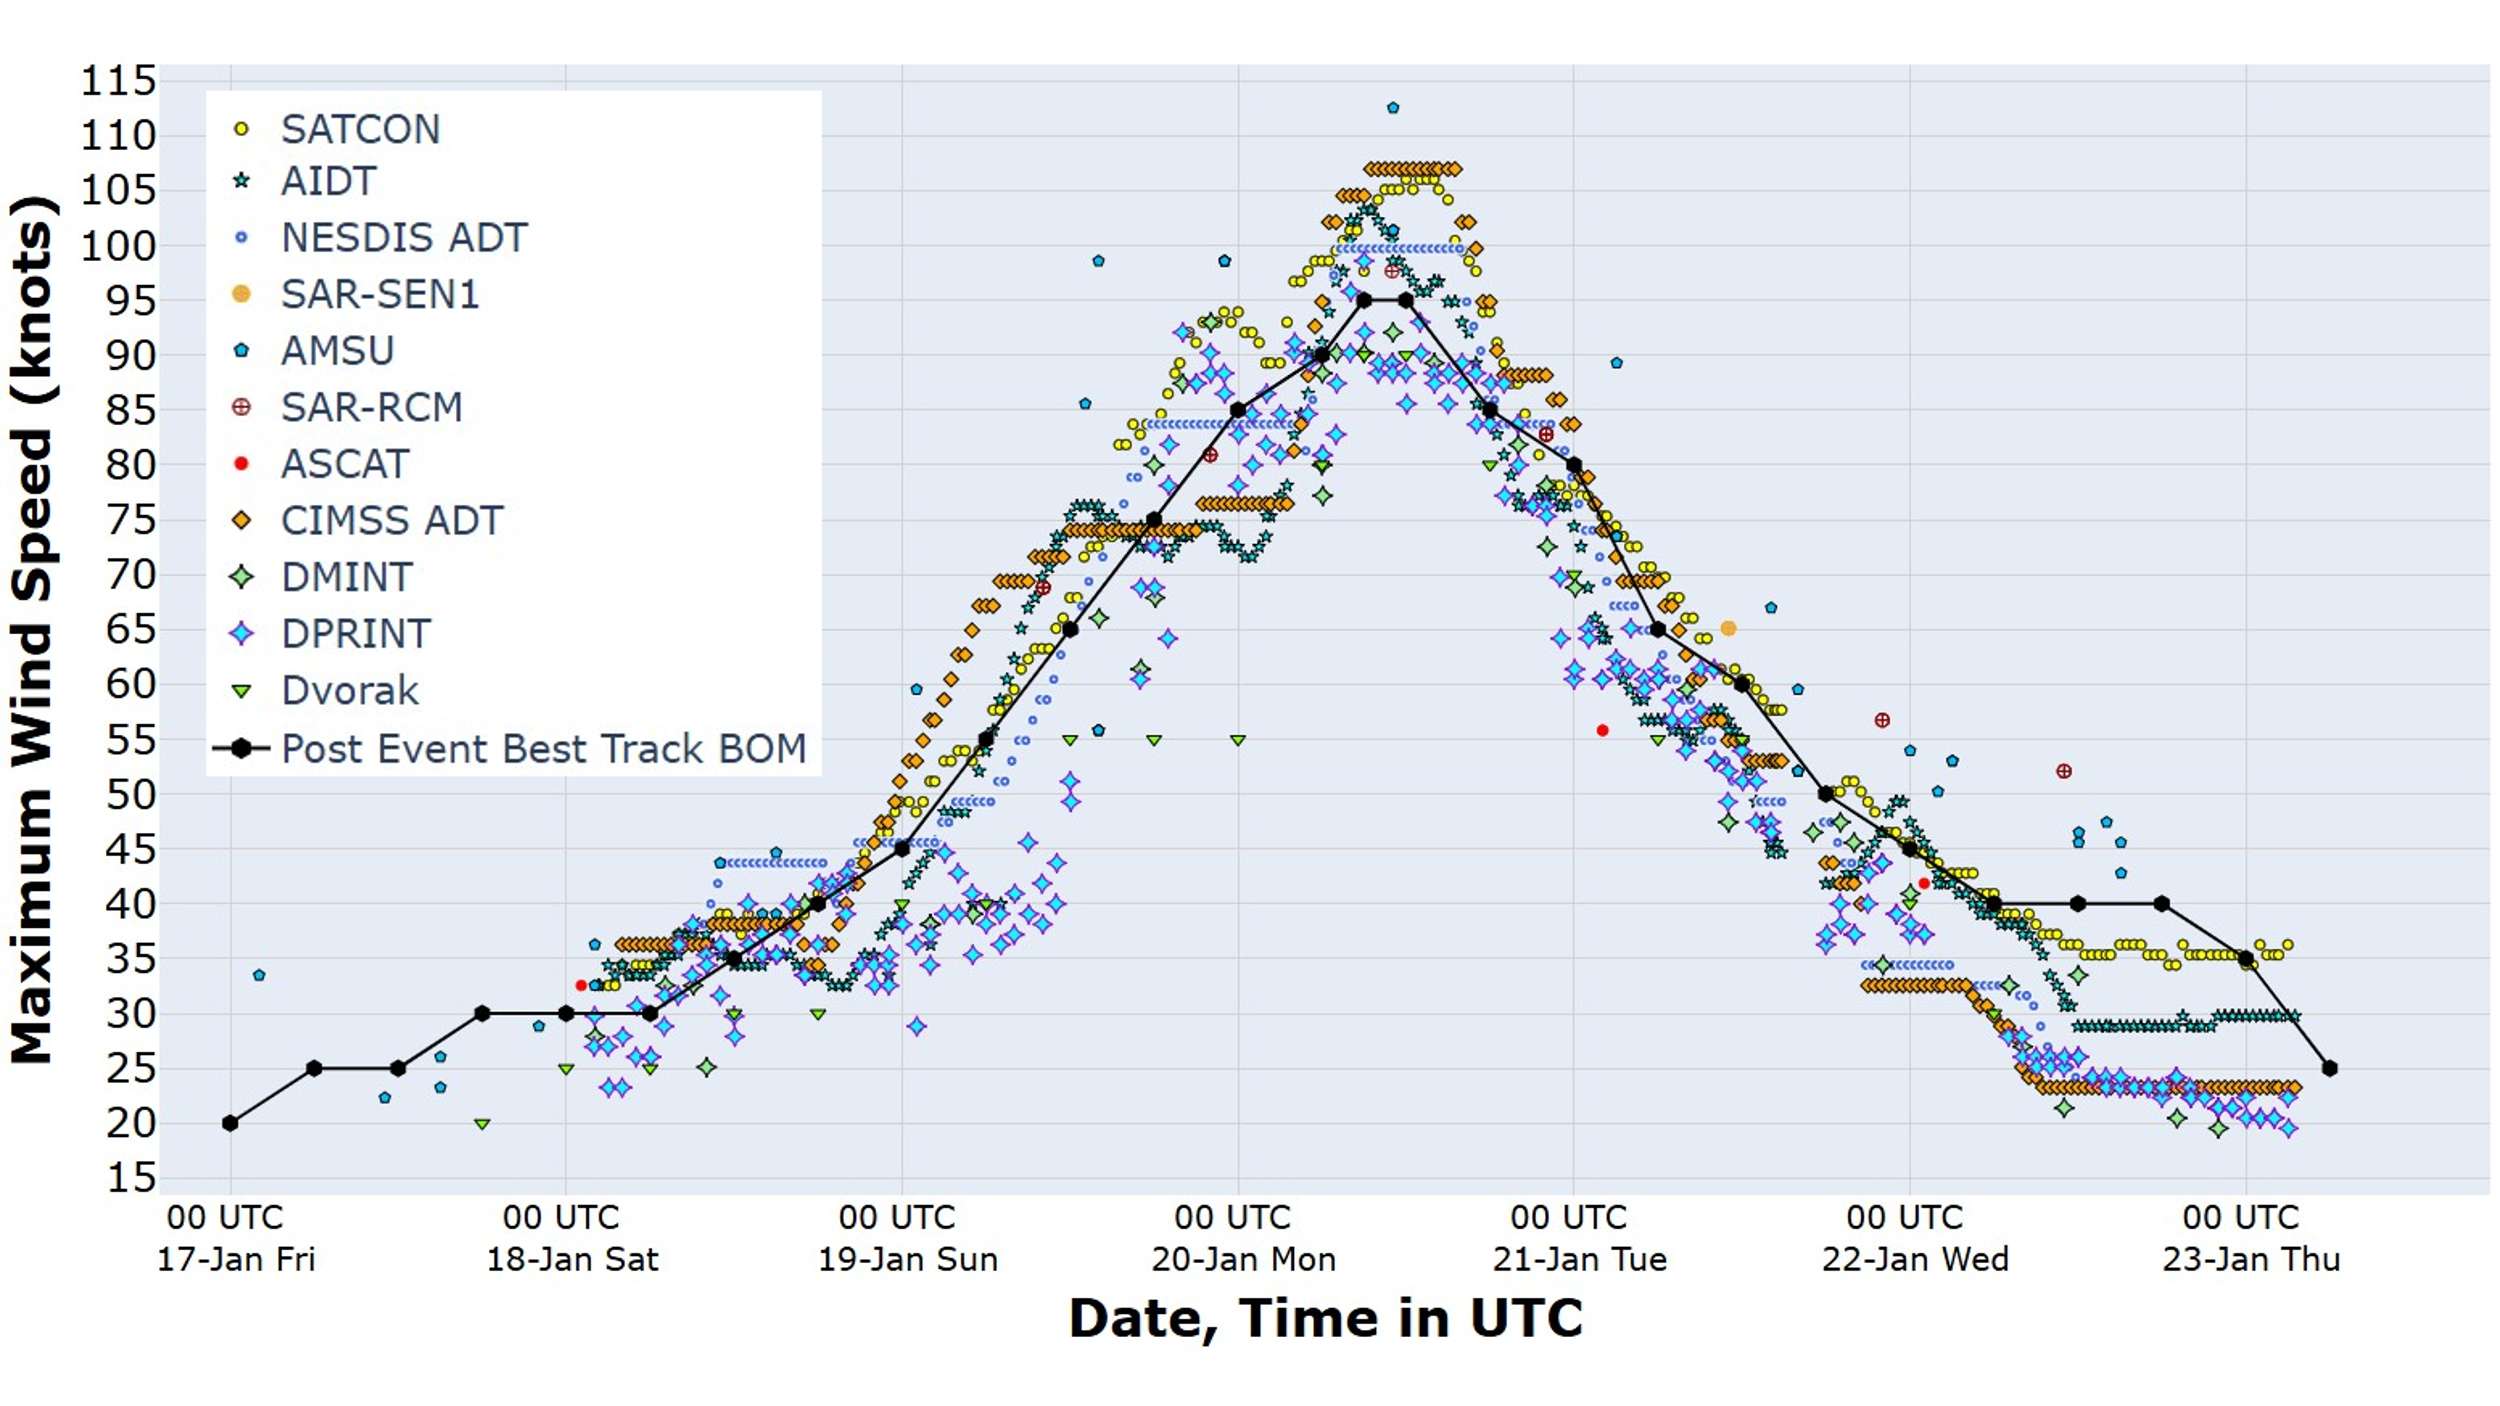 Maximum Wind Speed (knots)
115
110
105
100
95
90
85
80
75
70
65
60
55
50
45
40
35
30
25
20
15
SATCON
AIDT
NESDIS ADT
SAR-SEN1
AMSU
SAR-RCM
ASCAT
CIMSS ADT
DMINT
DPRINT
Dvorak
Post Event Best Track BOM
00 UTC 00 UTC 00 UTC 00 UTC 00 UTC 00 UTC 00 UTC
17-Jan Fri 18-Jan Sat 19-Jan Sun 20-Jan Mon 21-Jan Tue 22-Jan Wed 23-Jan Thu
Date, Time in UTC